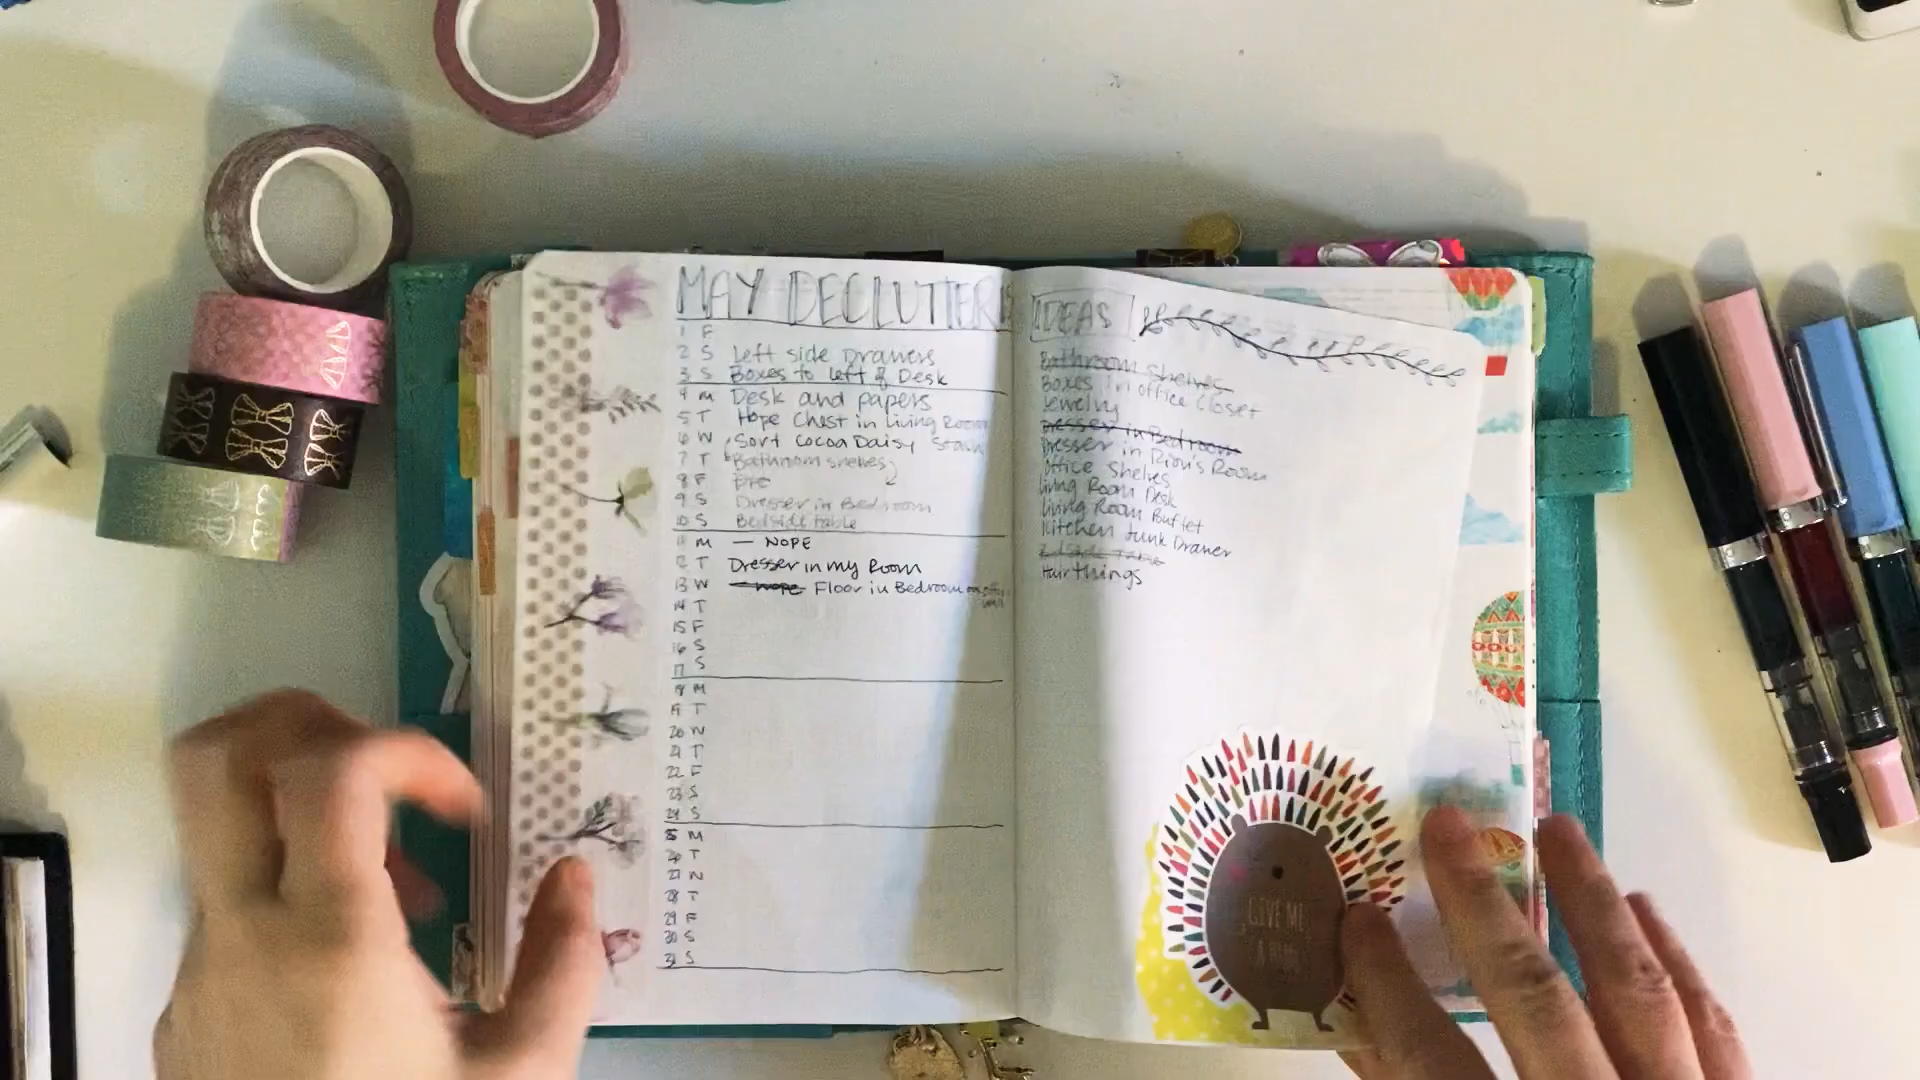 MAY DECLUTTER
1 F
2 S Left side Drawers
3 S Boxes to left of Desk
4 M Desk and papers
5 T Hope Chest in Living Room
6 W Sort Cocoa Daisy Stash
7 T Bathroom shelves
8 F
9 S Dresser in Bedroom
10 S Bedside table
11 M — NOPE
12 T Dresser in my Room
13 W nope Floor in Bedroom
14 T
15 F
16 S
17 S
18 M
19 T
20 W
21 T
22 F
23 S
24 S
25 M
26 T
27 W
28 T
29 F
30 S
31 S
IDEAS
Bathroom shelves
Boxes in office Closet
Jewelry
Dresser in Bedroom
Dresser in Rion's Room
Office Shelves
Living Room Desk
Living Room Buffet
Kitchen Junk Drawer
Bedside Table
Hair things
GIVE ME
A HUG